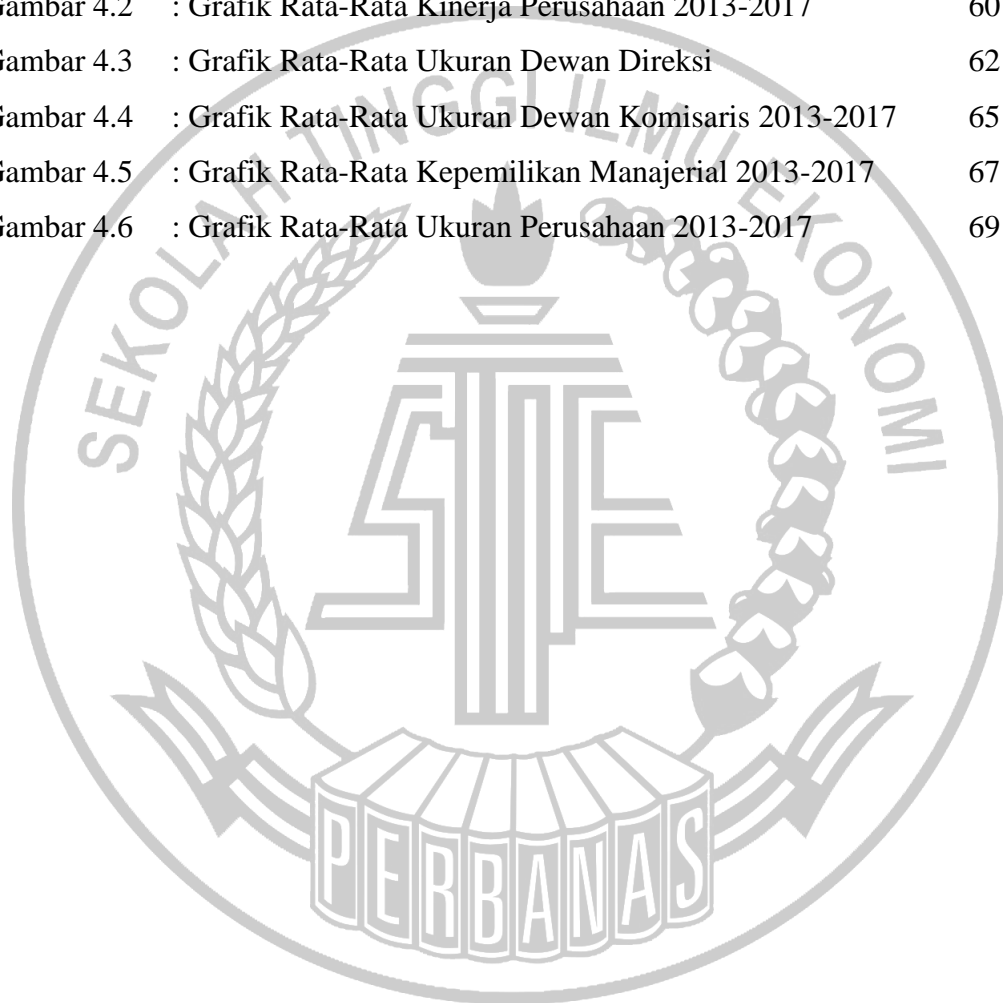 Gambar 4.2 : Grafik Rata-Rata Kinerja Perusahaan 2013-2017 60
Gambar 4.3 : Grafik Rata-Rata Ukuran Dewan Direksi 62
Gambar 4.4 : Grafik Rata-Rata Ukuran Dewan Komisaris 2013-2017 65
Gambar 4.5 : Grafik Rata-Rata Kepemilikan Manajerial 2013-2017 67
Gambar 4.6 : Grafik Rata-Rata Ukuran Perusahaan 2013-2017 69
SEKOLAH TINGGI ILMU EKONOMI
STIE
PERBANAS